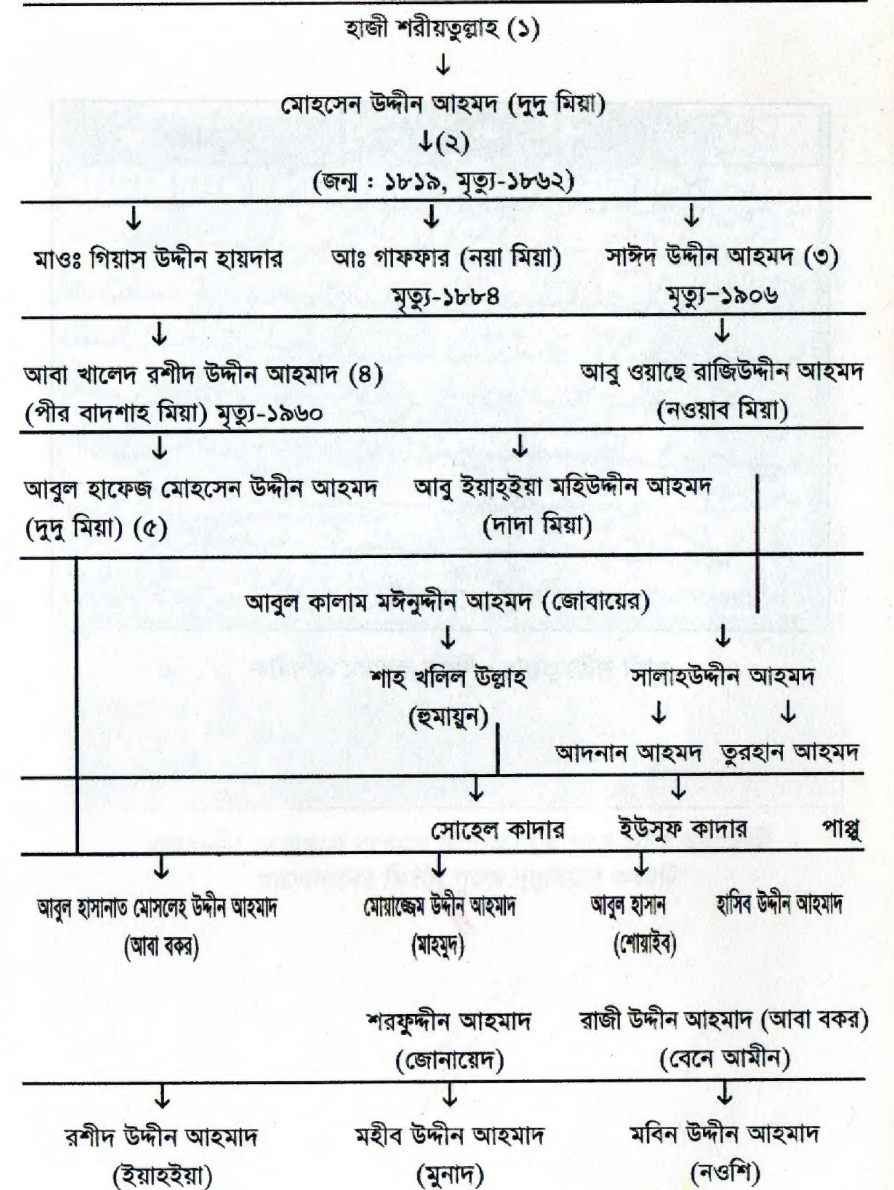 হাজী শরীয়তুল্লাহ (১)
↓
মোহসেন উদ্দীন আহমদ (দুদু মিয়া)
↓(২)
(জন্ম : ১৮১৯, মৃত্যু-১৮৬২)
↓ ↓ ↓
মাওঃ গিয়াস উদ্দীন হায়দার আঃ গাফফার (নয়া মিয়া) সাঈদ উদ্দীন আহমদ (৩)
মৃত্যু-১৮৮৪ মৃত্যু-১৯০৬
↓ ↓
আবা খালেদ রশীদ উদ্দীন আহমাদ (৪) আবু ওয়াছে রাজিউদ্দীন আহমদ
(পীর বাদশাহ মিয়া) মৃত্যু-১৯৬০ (নওয়াব মিয়া)
↓ ↓
আবুল হাফেজ মোহসেন উদ্দীন আহমদ আবু ইয়াহ্ইয়া মহিউদ্দীন আহমদ
(দুদু মিয়া) (৫) (দাদা মিয়া)
আবুল কালাম মঈনুদ্দীন আহমদ (জোবায়ের)
↓ ↓
শাহ খলিল উল্লাহ সালাহউদ্দীন আহমদ
(হুমায়ুন) ↓ ↓
আদনান আহমদ তুরহান আহমদ
↓ ↓
সোহেল কাদার ইউসুফ কাদার পাপ্পু
↓ ↓ ↓
আবুল হাসানাত মোসলেহ উদ্দীন আহমাদ মোয়াজ্জেম উদ্দীন আহমাদ আবুল হাসান হাসিব উদ্দীন আহমাদ
(আবা বকর) (মাহমুদ) (শোয়াইব)
শরফুদ্দীন আহমাদ রাজী উদ্দীন আহমাদ (আবা বকর)
(জোনায়েদ) (বেনে আমীন)
↓ ↓ ↓
রশীদ উদ্দীন আহমাদ মহীব উদ্দীন আহমাদ মবিন উদ্দীন আহমাদ
(ইয়াহইয়া) (মুনাদ) (নওশি)